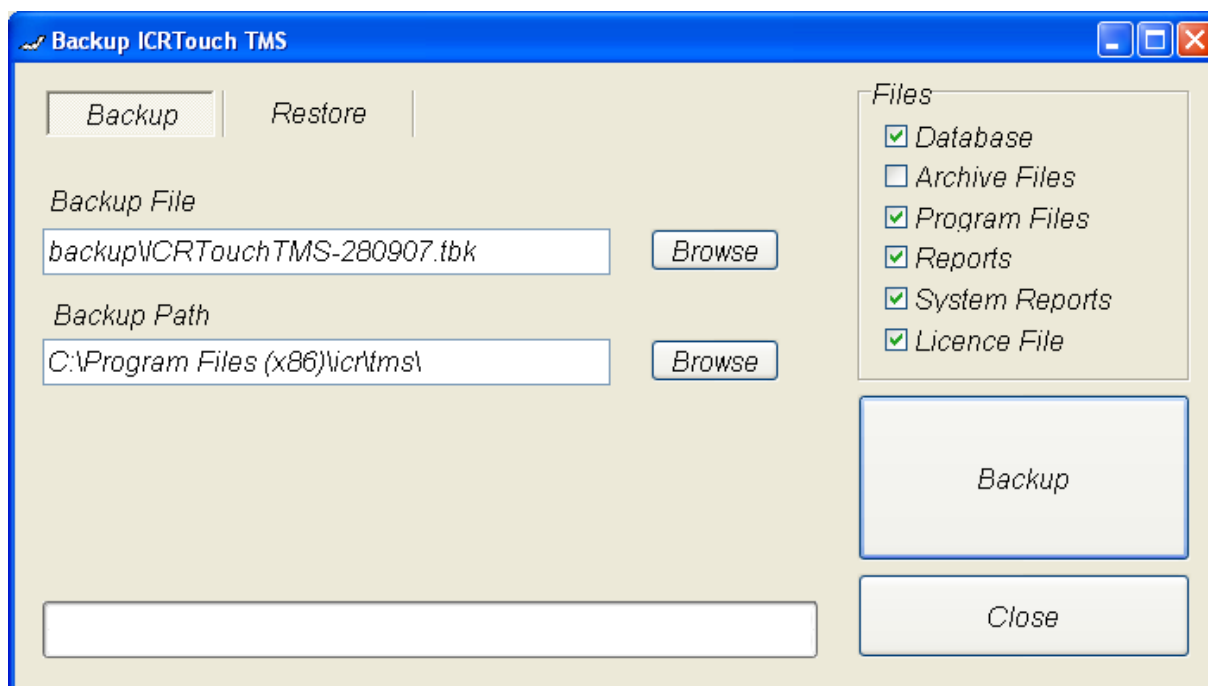 Backup ICRTouch TMS
Backup
Restore
Backup File
backup\ICRTouchTMS-280907.tbk
Browse
Backup Path
C:\Program Files (x86)\icr\tms\
Browse
Files
Database
Archive Files
Program Files
Reports
System Reports
Licence File
Backup
Close